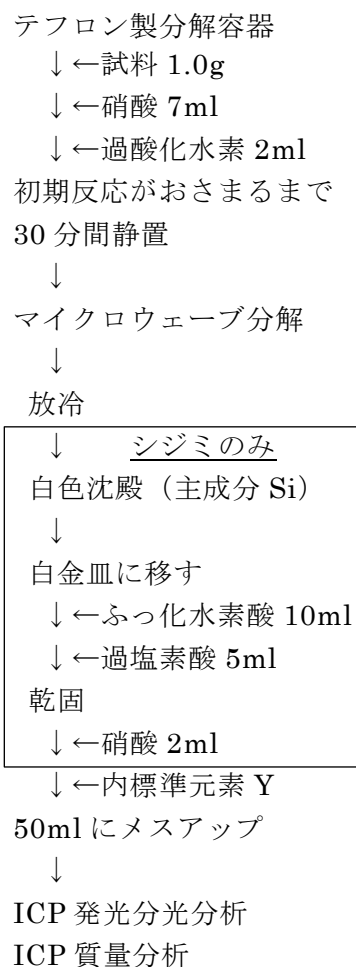 テフロン製分解容器
↓←試料 1.0g
↓←硝酸 7ml
↓←過酸化水素 2ml
初期反応がおさまるまで
30 分間静置
↓
マイクロウェーブ分解
↓
放冷
↓ シジミのみ
白色沈殿（主成分 Si）
↓
白金皿に移す
↓←ふっ化水素酸 10ml
↓←過塩素酸 5ml
乾固
↓←硝酸 2ml
↓←内標準元素 Y
50ml にメスアップ
↓
ICP 発光分光分析
ICP 質量分析